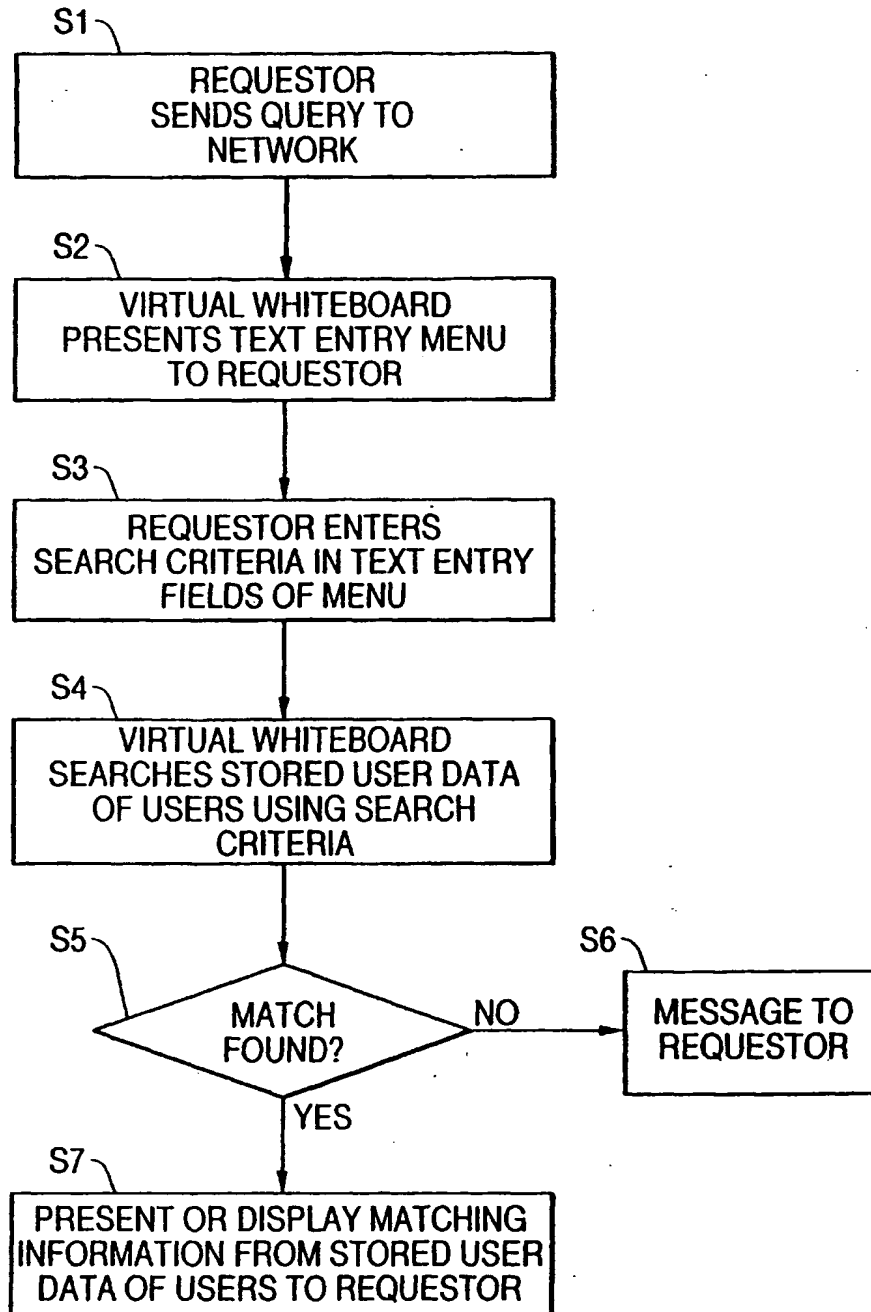 S1
REQUESTOR
SENDS QUERY TO
NETWORK
S2
VIRTUAL WHITEBOARD
PRESENTS TEXT ENTRY MENU
TO REQUESTOR
S3
REQUESTOR ENTERS
SEARCH CRITERIA IN TEXT ENTRY
FIELDS OF MENU
S4
VIRTUAL WHITEBOARD
SEARCHES STORED USER DATA
OF USERS USING SEARCH
CRITERIA
S5
MATCH
FOUND?
NO
S6
MESSAGE TO
REQUESTOR
YES
S7
PRESENT OR DISPLAY MATCHING
INFORMATION FROM STORED USER
DATA OF USERS TO REQUESTOR